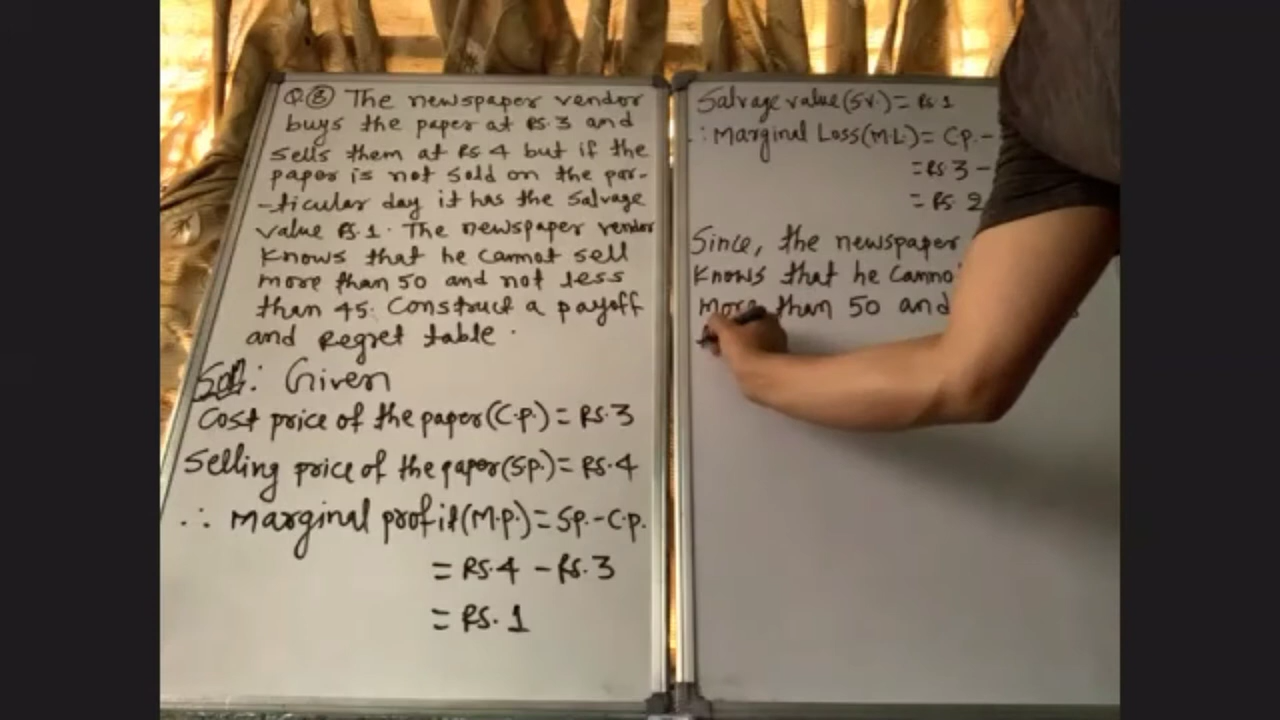 Q.③ The newspaper vendor
buys the paper at RS.3 and
sells them at RS.4 but if the
paper is not sold on the par-
-ticular day it has the salvage
value RS.1. The newspaper vendor
knows that he cannot sell
more than 50 and not less
than 45. Construct a payoff
and Regret table.
Soln: Given
Cost price of the paper(C.p.) = RS.3
Selling price of the paper(S.p.) = RS.4
∴ Marginal profit(M.p.) = S.p. - C.p.
= RS.4 - RS.3
= RS.1
Salvage value (S.V.) = RS.1
∴ Marginal Loss(M.L.) = C.p. -
= RS.3 -
= RS.2
Since, the newspaper
knows that he canno
more than 50 and